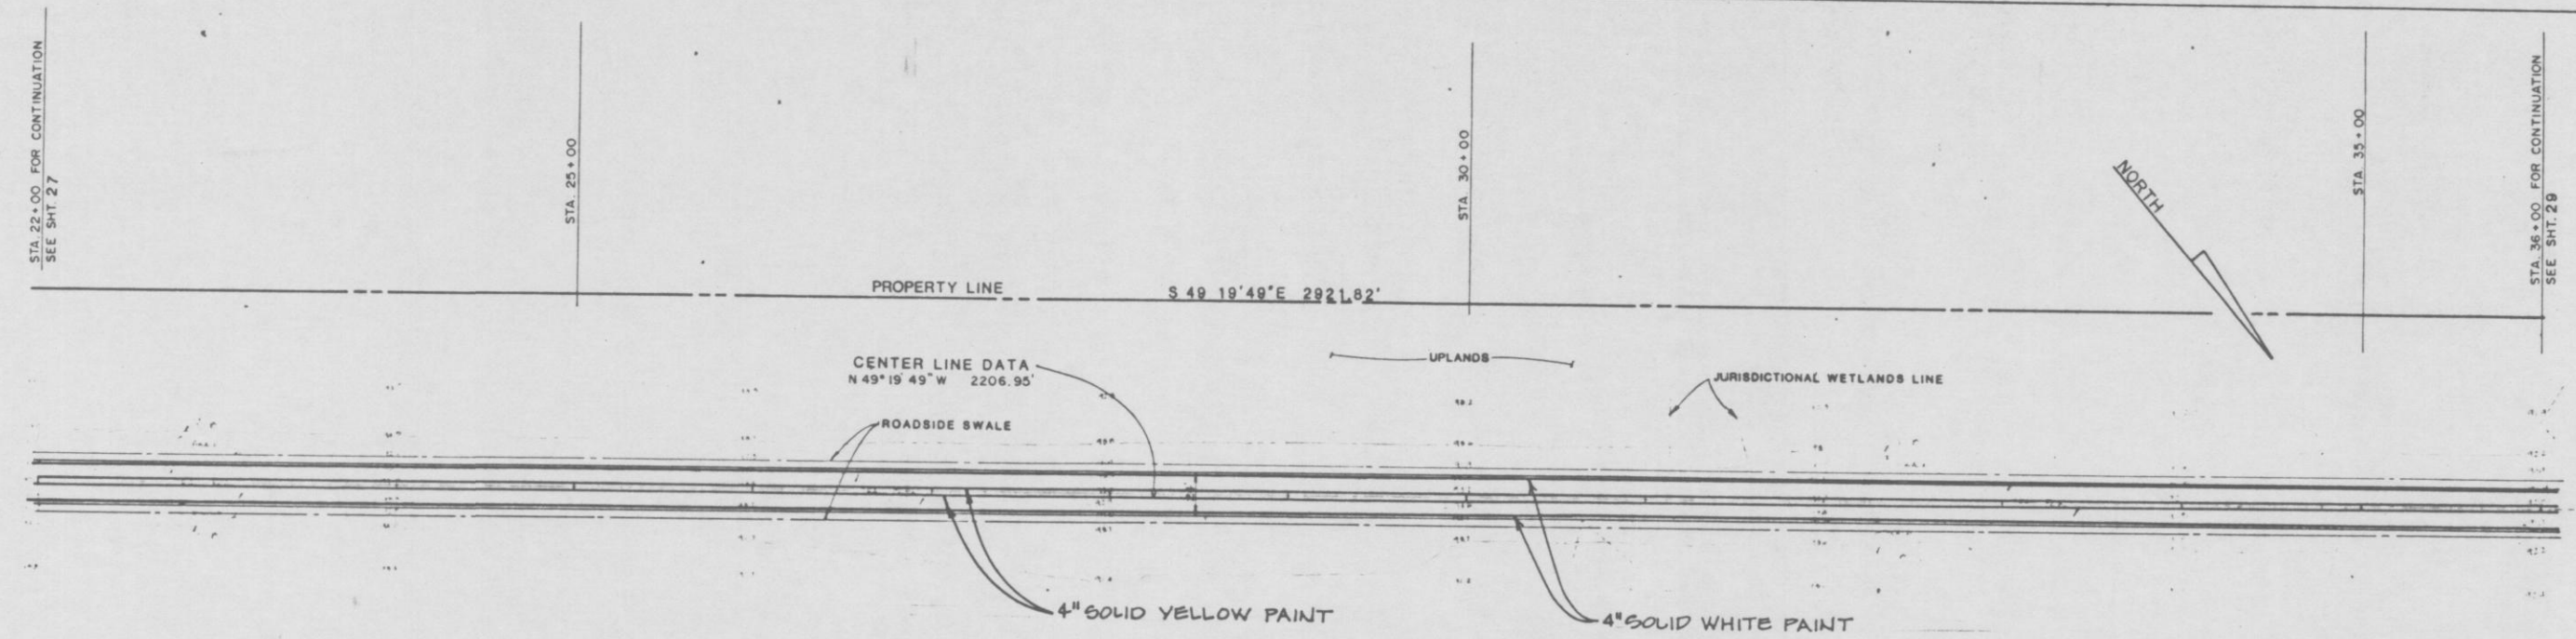 STA. 22+00 FOR CONTINUATION
SEE SHT. 27
STA. 25+00
STA. 30+00
STA. 35+00
STA. 36+00 FOR CONTINUATION
SEE SHT. 29
NORTH
PROPERTY LINE
S 49 19'49"E 2921.82'
CENTER LINE DATA
N 49°19'49"W 2206.95'
UPLANDS
JURISDICTIONAL WETLANDS LINE
ROADSIDE SWALE
4" SOLID YELLOW PAINT
4" SOLID WHITE PAINT